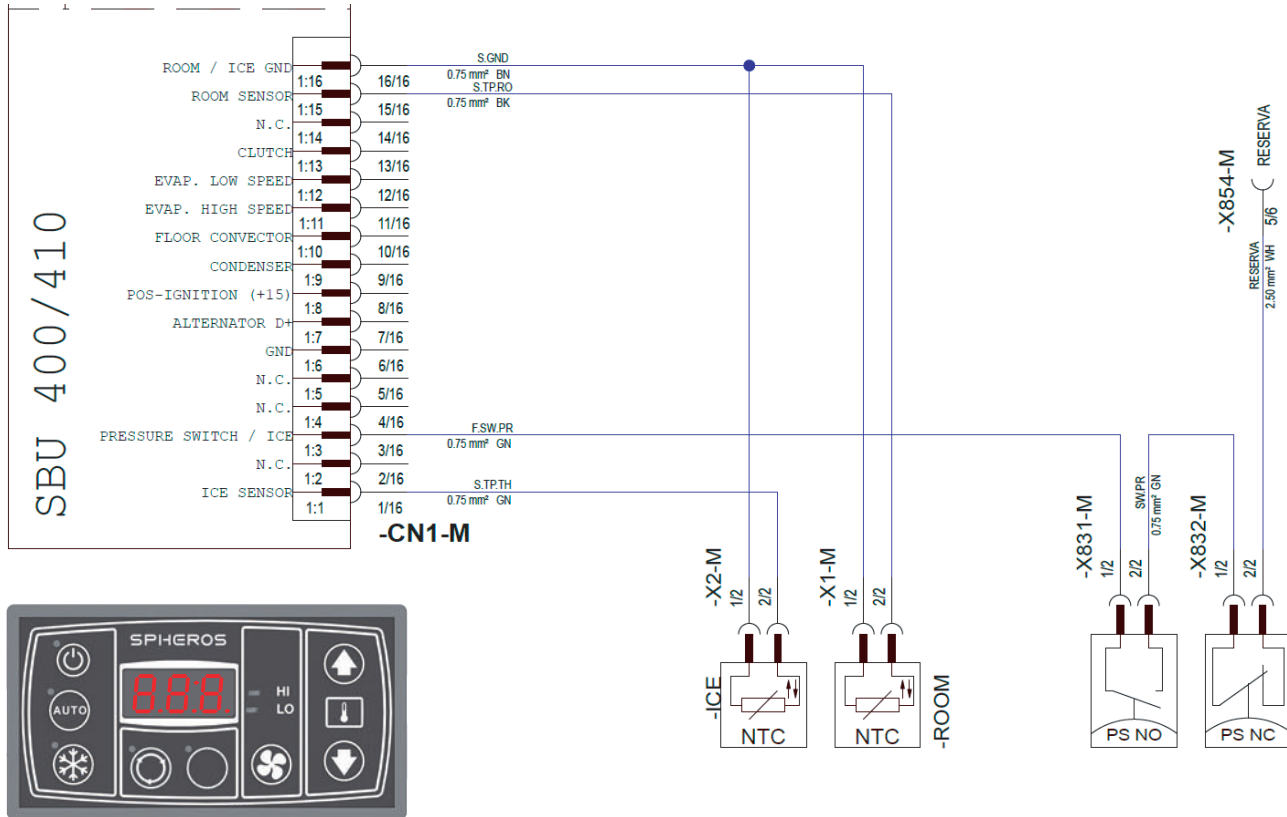 SBU 400/410
ROOM / ICE GND
1:16
16/16
ROOM SENSOR
1:15
15/16
N.C.
1:14
14/16
CLUTCH
1:13
13/16
EVAP. LOW SPEED
1:12
12/16
EVAP. HIGH SPEED
1:11
11/16
FLOOR CONVECTOR
1:10
10/16
CONDENSER
1:9
9/16
POS-IGNITION (+15)
1:8
8/16
ALTERNATOR D+
1:7
7/16
GND
1:6
6/16
N.C.
1:5
5/16
N.C.
1:4
4/16
PRESSURE SWITCH / ICE
1:3
3/16
N.C.
1:2
2/16
ICE SENSOR
1:1
1/16
-CN1-M
S.GND
0.75 mm² BN
S.TP.RO
0.75 mm² BK
F.SW.PR
0.75 mm² GN
S.TP.TH
0.75 mm² GN
-X2-M
1/2
2/2
-ICE
NTC
-X1-M
1/2
2/2
NTC
-ROOM
-X831-M
1/2
2/2
SW.PR
0.75 mm² GN
PS NO
-X832-M
1/2
2/2
PS NC
-X854-M
RESERVA
5/6
RESERVA
2.50 mm² WH
SPHEROS
AUTO
8.8.8.
HI
LO